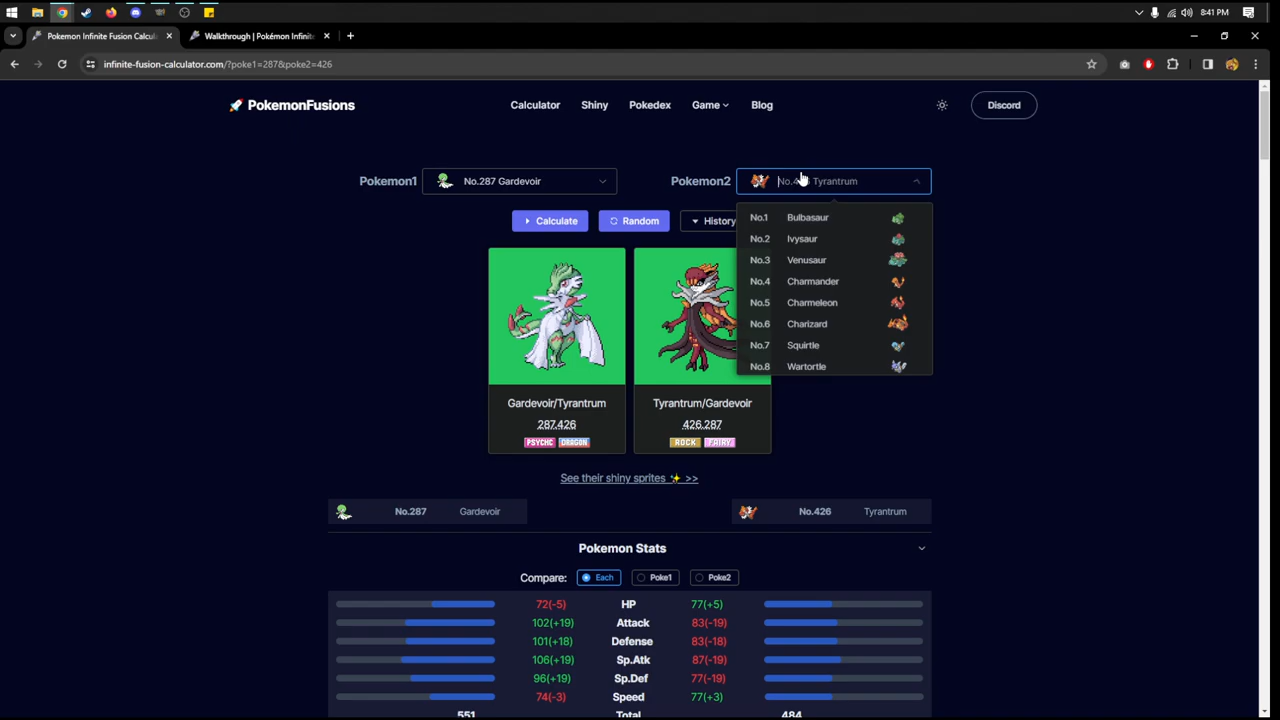 8:41 PM
Pokemon Infinite Fusion Calcul
Walkthrough | Pokémon Infinite
infinite-fusion-calculator.com/?poke1=287&poke2=426
PokemonFusions
Calculator Shiny Pokedex Game Blog
Discord
Pokemon1 No.287 Gardevoir
Pokemon2 Tyrantrum
Calculate Random History
No.1 Bulbasaur
No.2 Ivysaur
No.3 Venusaur
No.4 Charmander
No.5 Charmeleon
No.6 Charizard
No.7 Squirtle
No.8 Wartortle
Gardevoir/Tyrantrum Tyrantrum/Gardevoir
287.426 426.287
PSYCHC DRAGON ROCK FAIRY
See their shiny sprites ✨ >>
No.287 Gardevoir No.426 Tyrantrum
Pokemon Stats
Compare: Each Poke1 Poke2
72(-5) HP 77(+5)
102(+19) Attack 83(-19)
101(+18) Defense 83(-18)
106(+19) Sp.Atk 87(-19)
96(+19) Sp.Def 77(-19)
74(-3) Speed 77(+3)
551 Total 484